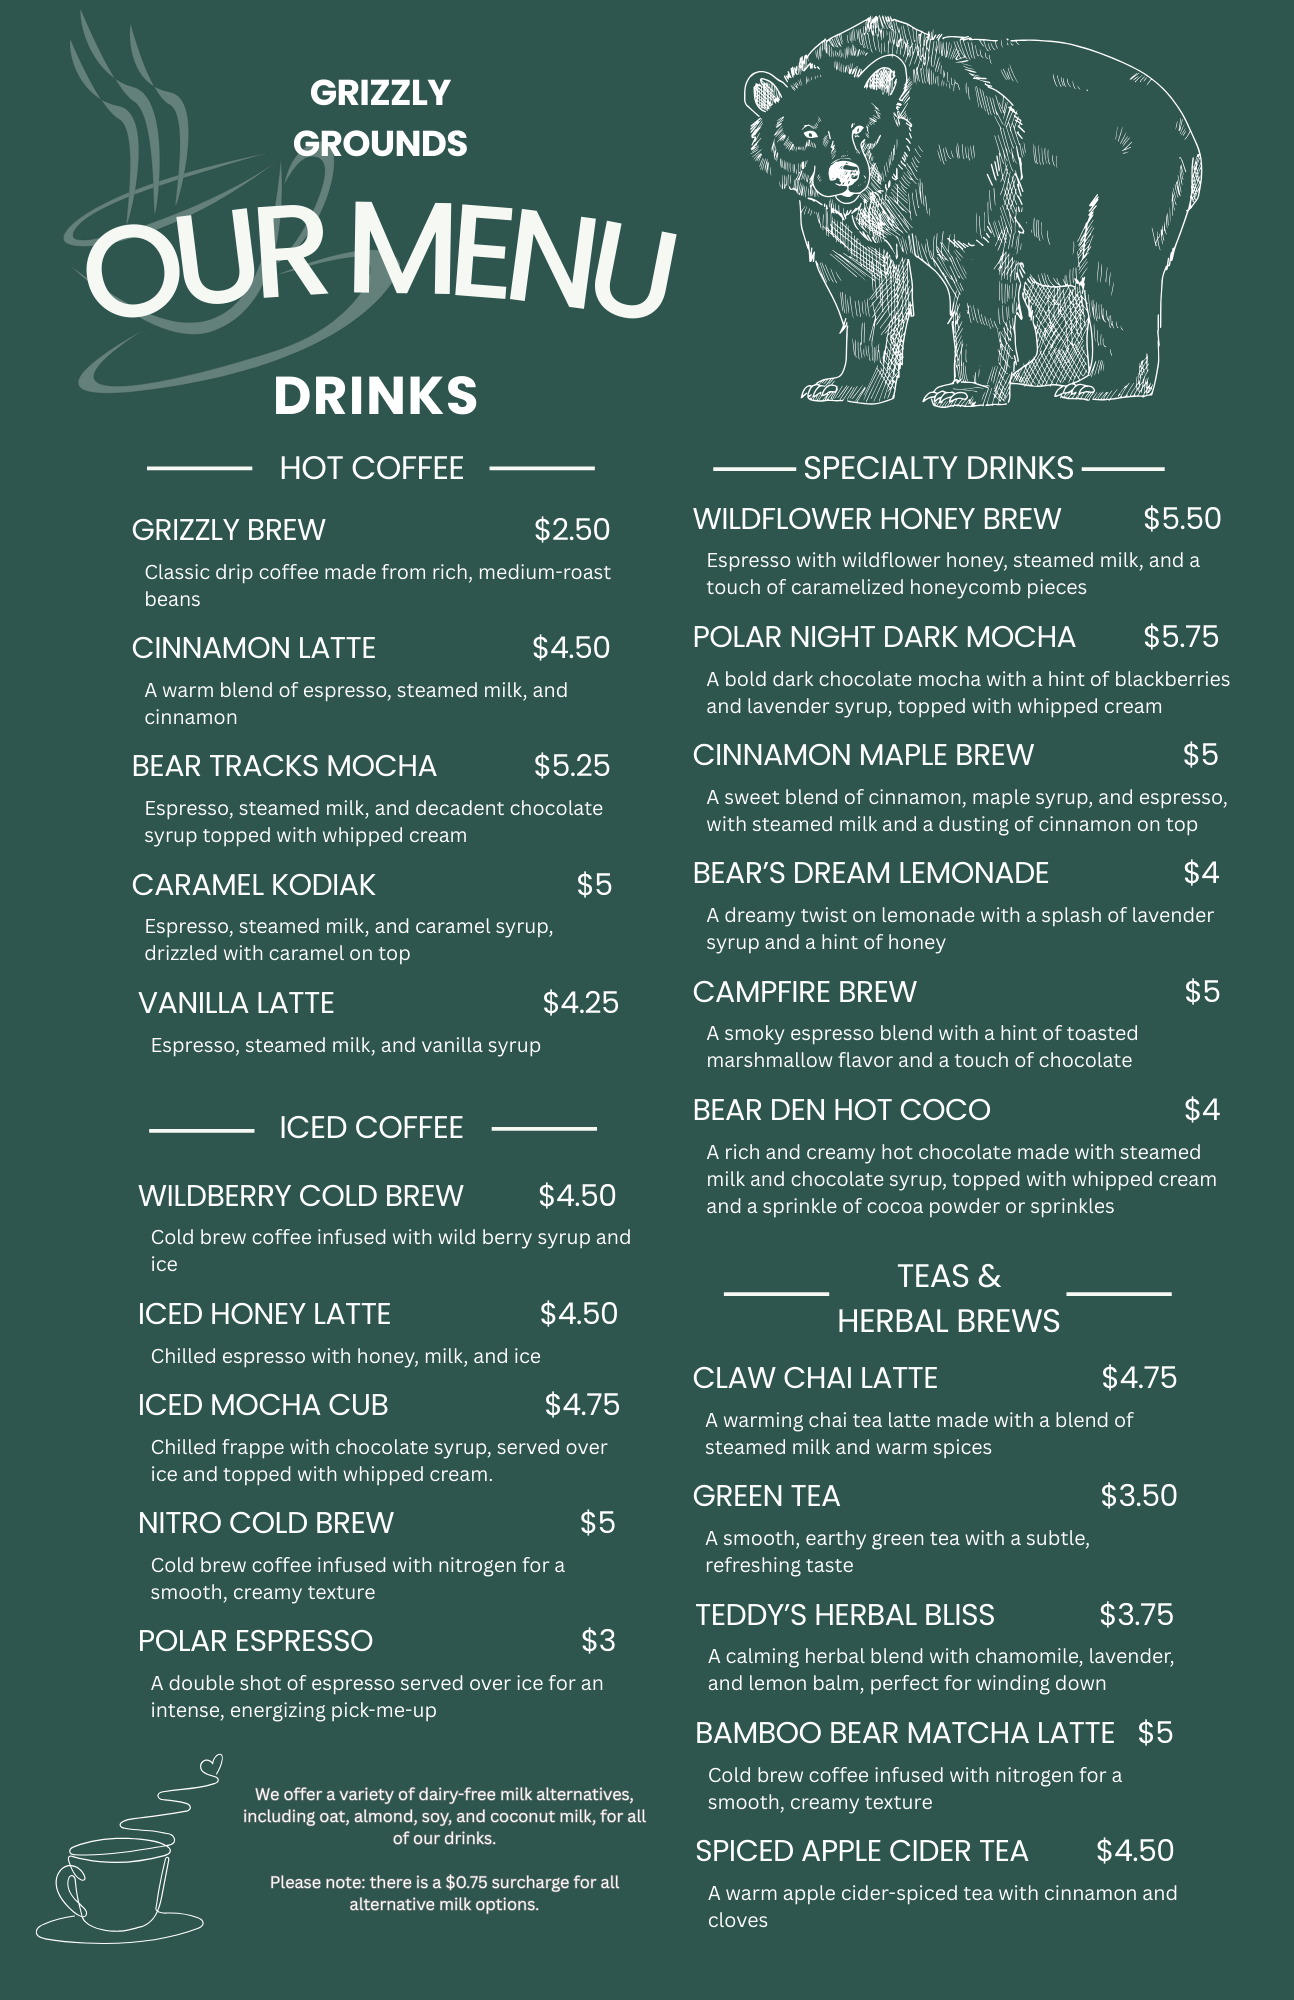 GRIZZLY
GROUNDS
OUR MENU
DRINKS
HOT COFFEE
GRIZZLY BREW $2.50
Classic drip coffee made from rich, medium-roast
beans
CINNAMON LATTE $4.50
A warm blend of espresso, steamed milk, and
cinnamon
BEAR TRACKS MOCHA $5.25
Espresso, steamed milk, and decadent chocolate
syrup topped with whipped cream
CARAMEL KODIAK $5
Espresso, steamed milk, and caramel syrup,
drizzled with caramel on top
VANILLA LATTE $4.25
Espresso, steamed milk, and vanilla syrup
ICED COFFEE
WILDBERRY COLD BREW $4.50
Cold brew coffee infused with wild berry syrup and
ice
ICED HONEY LATTE $4.50
Chilled espresso with honey, milk, and ice
ICED MOCHA CUB $4.75
Chilled frappe with chocolate syrup, served over
ice and topped with whipped cream.
NITRO COLD BREW $5
Cold brew coffee infused with nitrogen for a
smooth, creamy texture
POLAR ESPRESSO $3
A double shot of espresso served over ice for an
intense, energizing pick-me-up
We offer a variety of dairy-free milk alternatives,
including oat, almond, soy, and coconut milk, for all
of our drinks.
Please note: there is a $0.75 surcharge for all
alternative milk options.
SPECIALTY DRINKS
WILDFLOWER HONEY BREW $5.50
Espresso with wildflower honey, steamed milk, and a
touch of caramelized honeycomb pieces
POLAR NIGHT DARK MOCHA $5.75
A bold dark chocolate mocha with a hint of blackberries
and lavender syrup, topped with whipped cream
CINNAMON MAPLE BREW $5
A sweet blend of cinnamon, maple syrup, and espresso,
with steamed milk and a dusting of cinnamon on top
BEAR'S DREAM LEMONADE $4
A dreamy twist on lemonade with a splash of lavender
syrup and a hint of honey
CAMPFIRE BREW $5
A smoky espresso blend with a hint of toasted
marshmallow flavor and a touch of chocolate
BEAR DEN HOT COCO $4
A rich and creamy hot chocolate made with steamed
milk and chocolate syrup, topped with whipped cream
and a sprinkle of cocoa powder or sprinkles
TEAS &
HERBAL BREWS
CLAW CHAI LATTE $4.75
A warming chai tea latte made with a blend of
steamed milk and warm spices
GREEN TEA $3.50
A smooth, earthy green tea with a subtle,
refreshing taste
TEDDY'S HERBAL BLISS $3.75
A calming herbal blend with chamomile, lavender,
and lemon balm, perfect for winding down
BAMBOO BEAR MATCHA LATTE $5
Cold brew coffee infused with nitrogen for a
smooth, creamy texture
SPICED APPLE CIDER TEA $4.50
A warm apple cider-spiced tea with cinnamon and
cloves